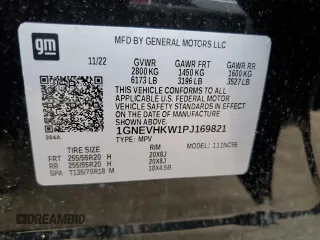 gm
MFD BY GENERAL MOTORS LLC
11/22 GVWR GAWR FRT GAWR RR
2800 KG 1450 KG 1600 KG
6173 LB 3196 LB 3527 LB
THIS VEHICLE CONFORMS TO ALL
APPLICABLE U.S. FEDERAL MOTOR
VEHICLE SAFETY STANDARDS IN EFFECT
ON THE DATE OF MANUFACTURE
SHOWN ABOVE.
1GNEVHKW1PJ169821
394A
TYPE: MPV MODEL: 111NC56
TIRE SIZE RIM
FRT 255/55R20 H 20X8J
RR 255/55R20 H 20X8J
SPA T135/70R18 M 18X4.5B
©AutoBidMaster